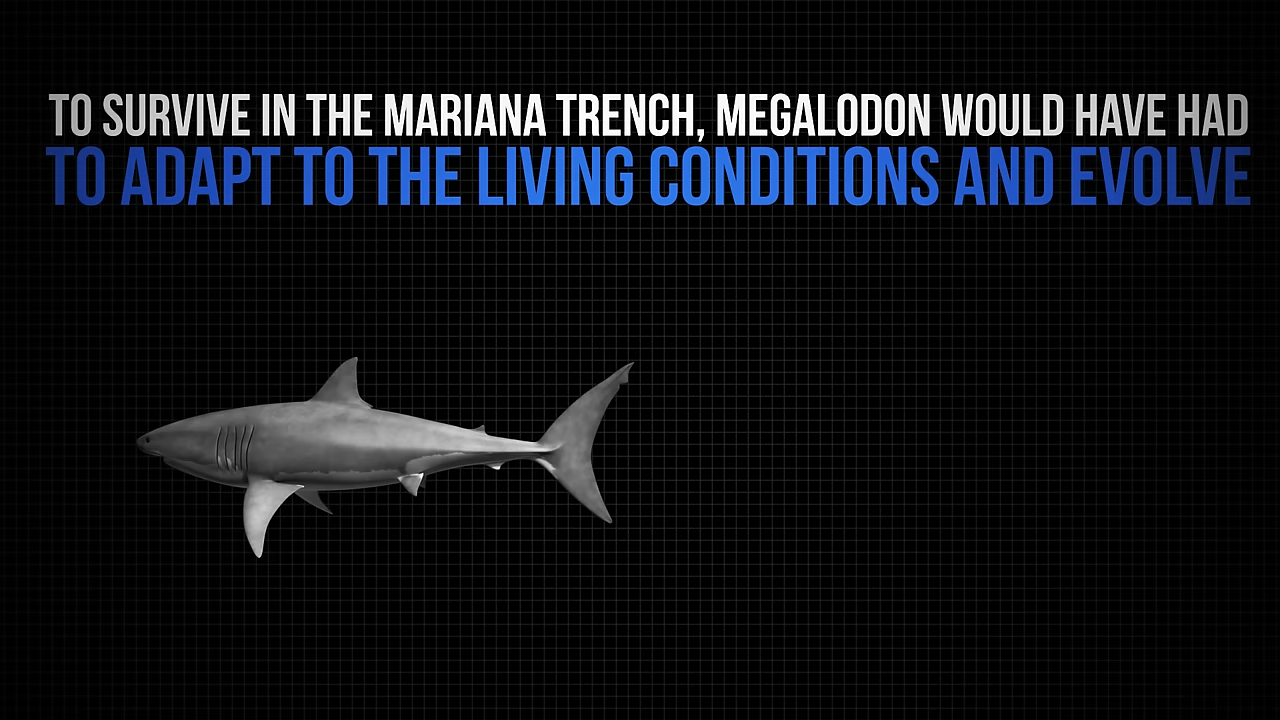 TO SURVIVE IN THE MARIANA TRENCH, MEGALODON WOULD HAVE HAD
TO ADAPT TO THE LIVING CONDITIONS AND EVOLVE